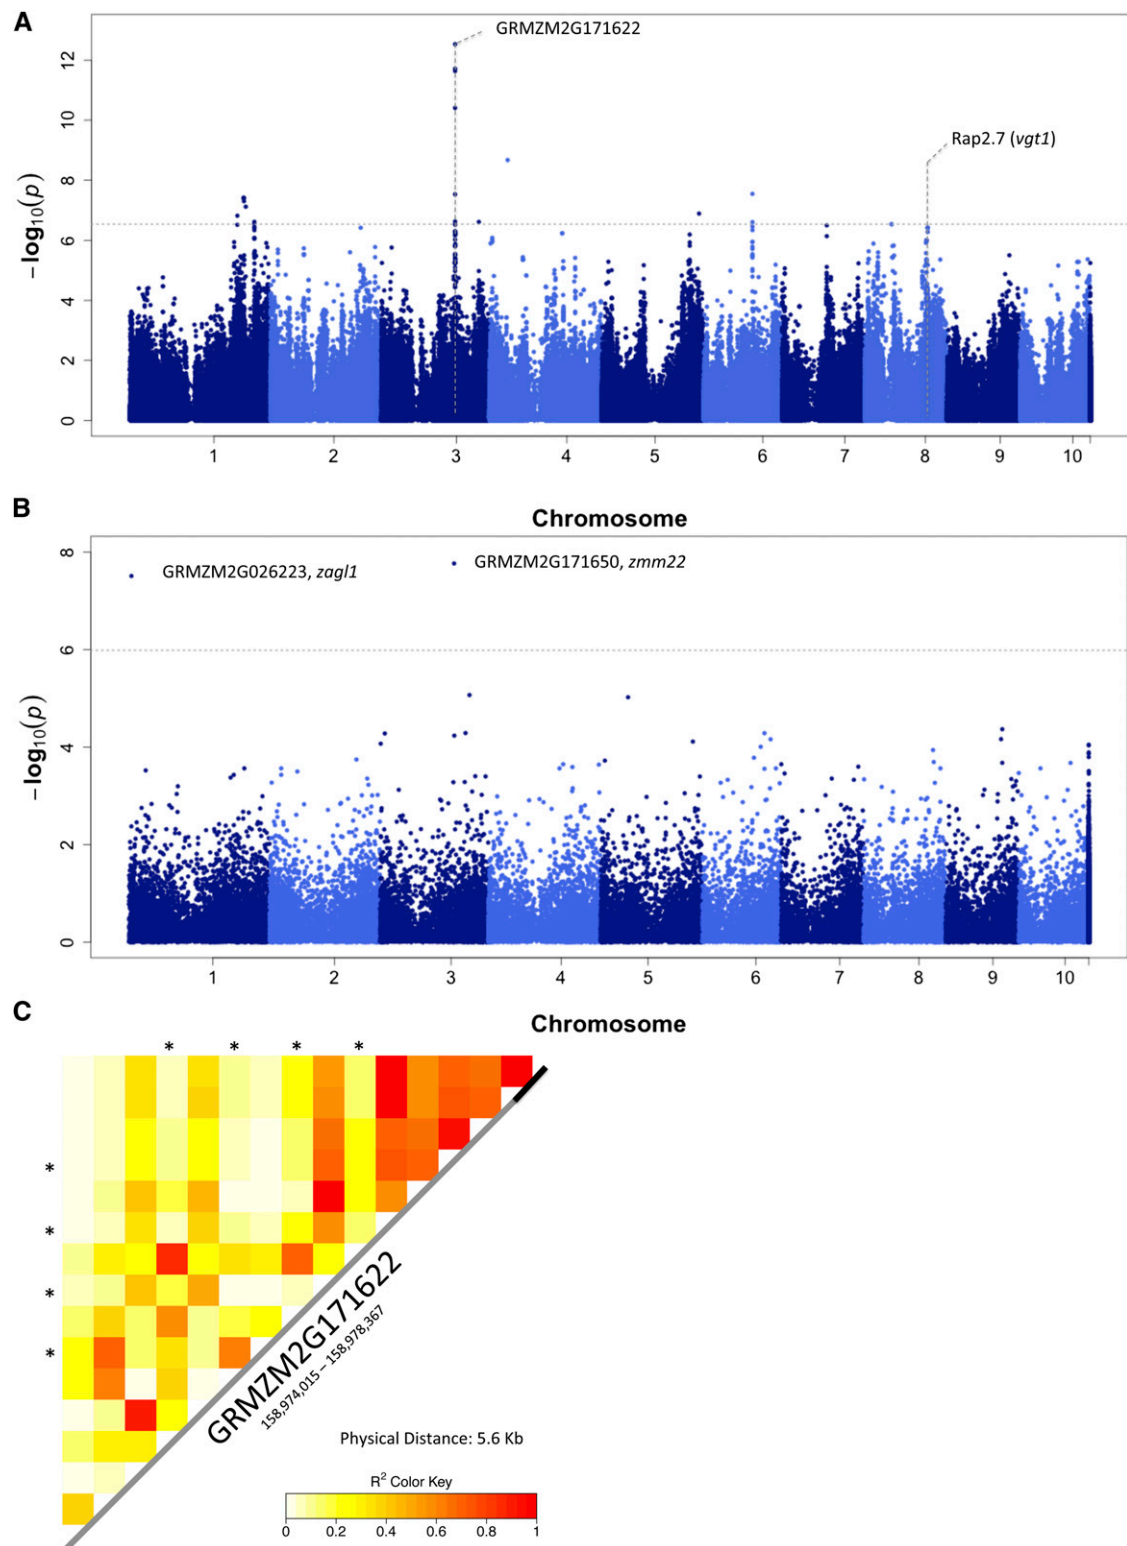 A
GRMZM2G171622
Rap2.7 (vgt1)
−log10(p)
12
10
8
6
4
2
0
1 2 3 4 5 6 7 8 9 10
Chromosome
B
GRMZM2G026223, zagl1
GRMZM2G171650, zmm22
−log10(p)
8
6
4
2
0
1 2 3 4 5 6 7 8 9 10
Chromosome
C
* * * *
*
*
*
*
GRMZM2G171622
158,974,015 – 158,978,367
Physical Distance: 5.6 Kb
R2 Color Key
0 0.2 0.4 0.6 0.8 1